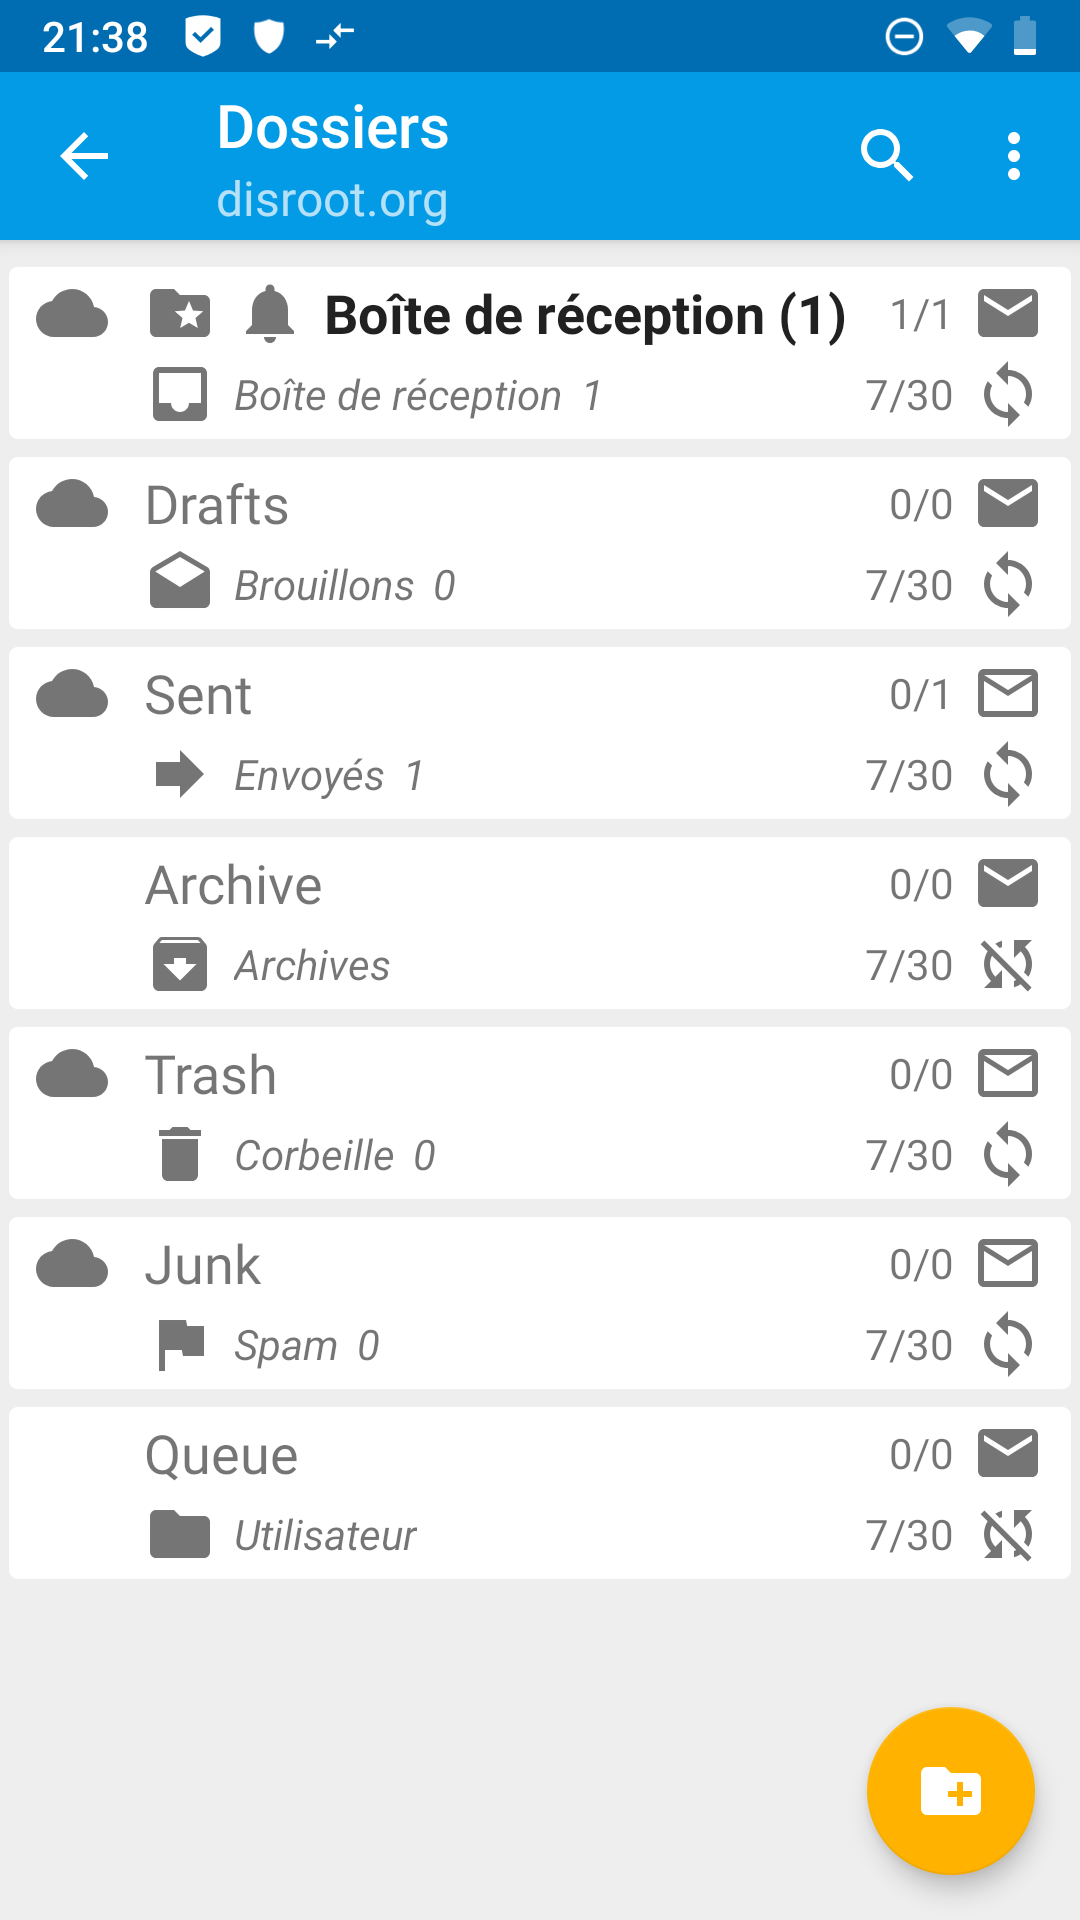 21:38
Dossiers
disroot.org
Boîte de réception (1) 1/1
Boîte de réception 1 7/30
Drafts 0/0
Brouillons 0 7/30
Sent 0/1
Envoyés 1 7/30
Archive 0/0
Archives 7/30
Trash 0/0
Corbeille 0 7/30
Junk 0/0
Spam 0 7/30
Queue 0/0
Utilisateur 7/30